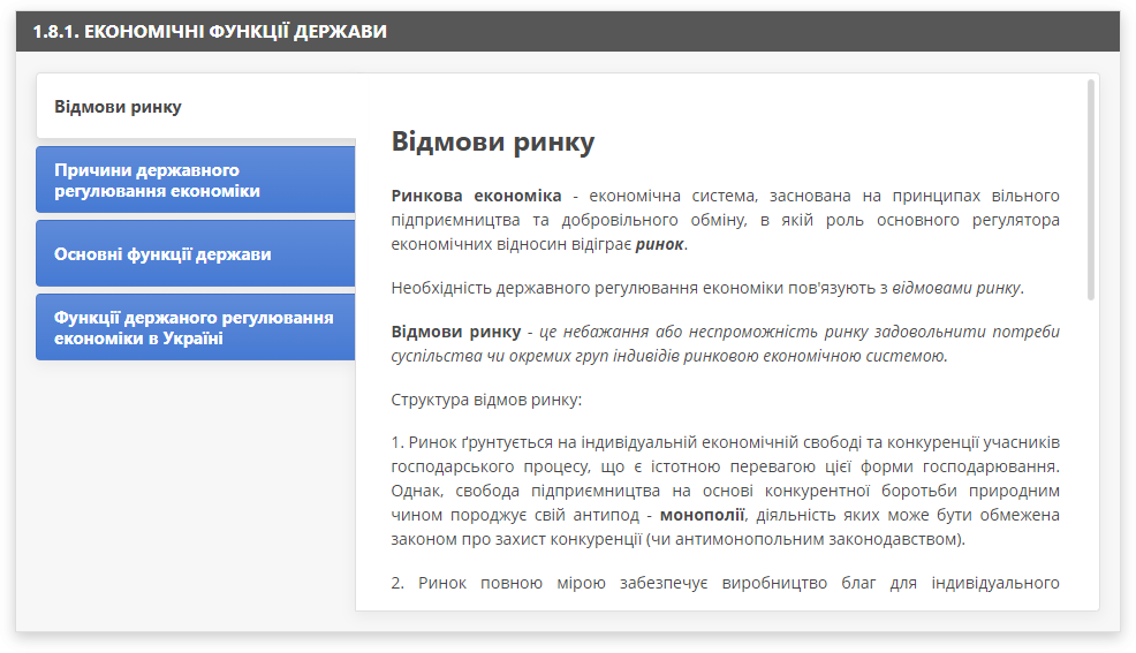 1.8.1. ЕКОНОМІЧНІ ФУНКЦІЇ ДЕРЖАВИ
Відмови ринку
Причини державного
регулювання економіки
Основні функції держави
Функції держаного регулювання
економіки в Україні
Відмови ринку
Ринкова економіка - економічна система, заснована на принципах вільного
підприємництва та добровільного обміну, в якій роль основного регулятора
економічних відносин відіграє ринок.
Необхідність державного регулювання економіки пов'язують з відмовами ринку.
Відмови ринку - це небажання або неспроможність ринку задовольнити потреби
суспільства чи окремих груп індивідів ринковою економічною системою.
Структура відмов ринку:
1. Ринок ґрунтується на індивідуальній економічній свободі та конкуренції учасників
господарського процесу, що є істотною перевагою цієї форми господарювання.
Однак, свобода підприємництва на основі конкурентної боротьби природним
чином породжує свій антипод - монополії, діяльність яких може бути обмежена
законом про захист конкуренції (чи антимонопольним законодавством).
2. Ринок повною мірою забезпечує виробництво благ для індивідуального